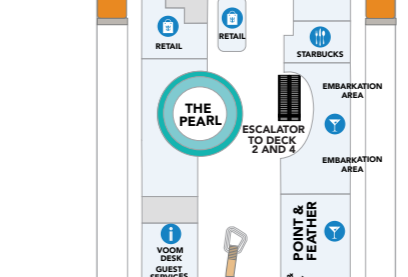 RETAIL
RETAIL
STARBUCKS
EMBARKATION
AREA
THE
PEARL
ESCALATOR
TO DECK
2 AND 4
EMBARKATION
AREA
POINT &
FEATHER
&
VOOM
DESK
GUEST
SERVICES